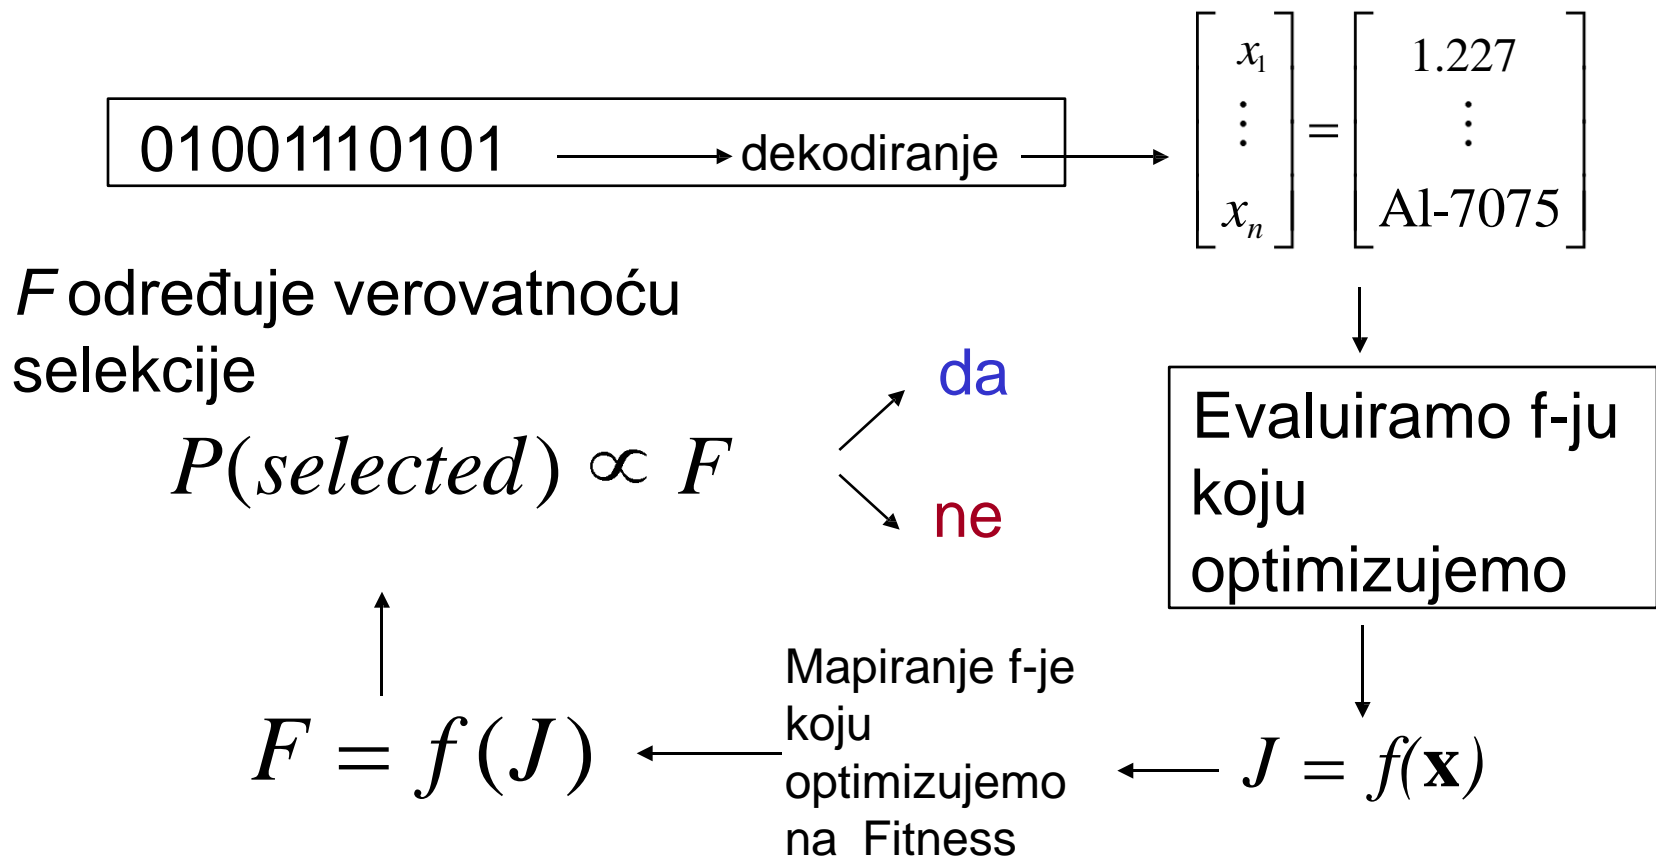 01001110101 dekodiranje
x₁ = 1.227
⋮ ⋮
xₙ Al-7075
F određuje verovatnoću
selekcije
P(selected) ∝ F
da
ne
Evaluiramo f-ju
koju
optimizujemo
J = f(x)
Mapiranje f-je
koju
optimizujemo
na Fitness
F = f(J)